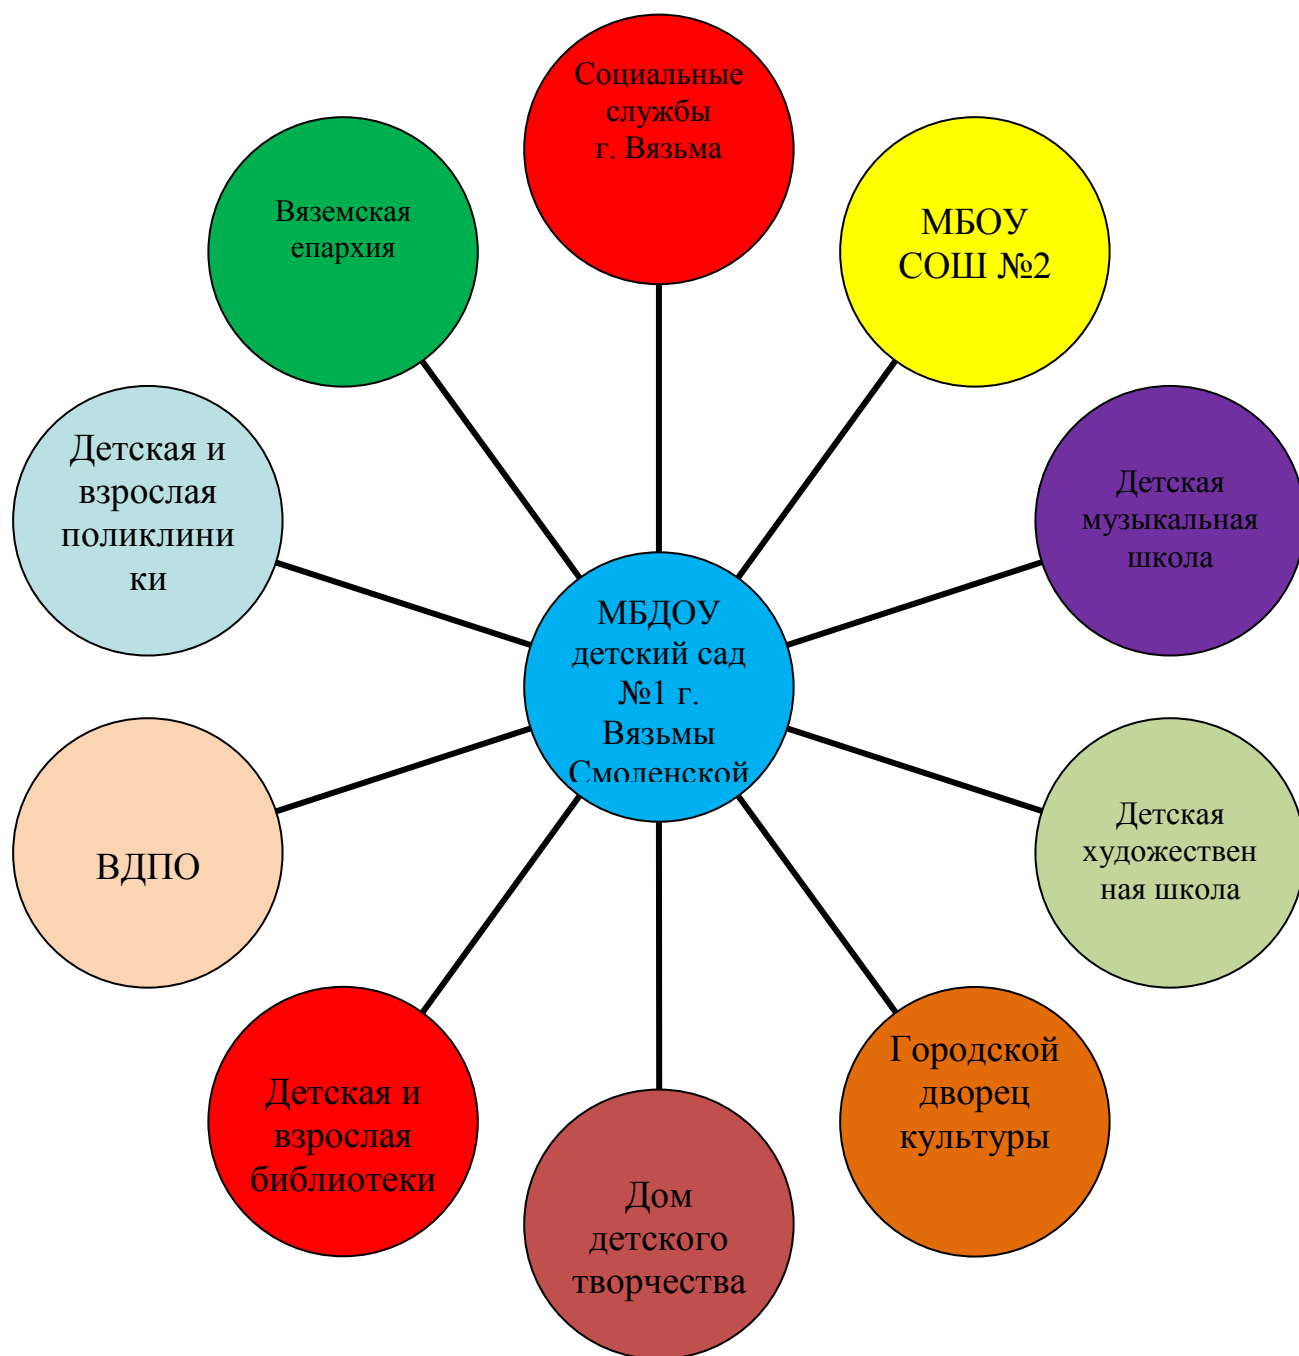 Социальные
службы
г. Вязьма
МБОУ
СОШ №2
Детская
музыкальная
школа
Детская
художествен
ная школа
Городской
дворец
культуры
Дом
детского
творчества
Детская и
взрослая
библиотеки
ВДПО
Детская и
взрослая
поликлини
ки
Вяземская
епархия
МБДОУ
детский сад
№1 г.
Вязьмы
Смоленской